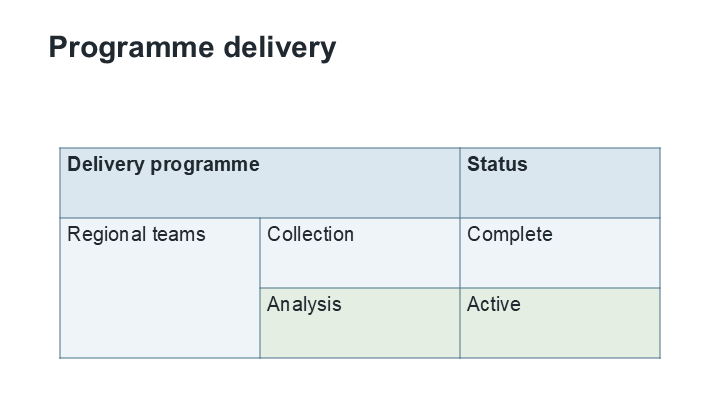 Programme delivery
Delivery programme Status
Regional teams Collection Complete
Analysis Active